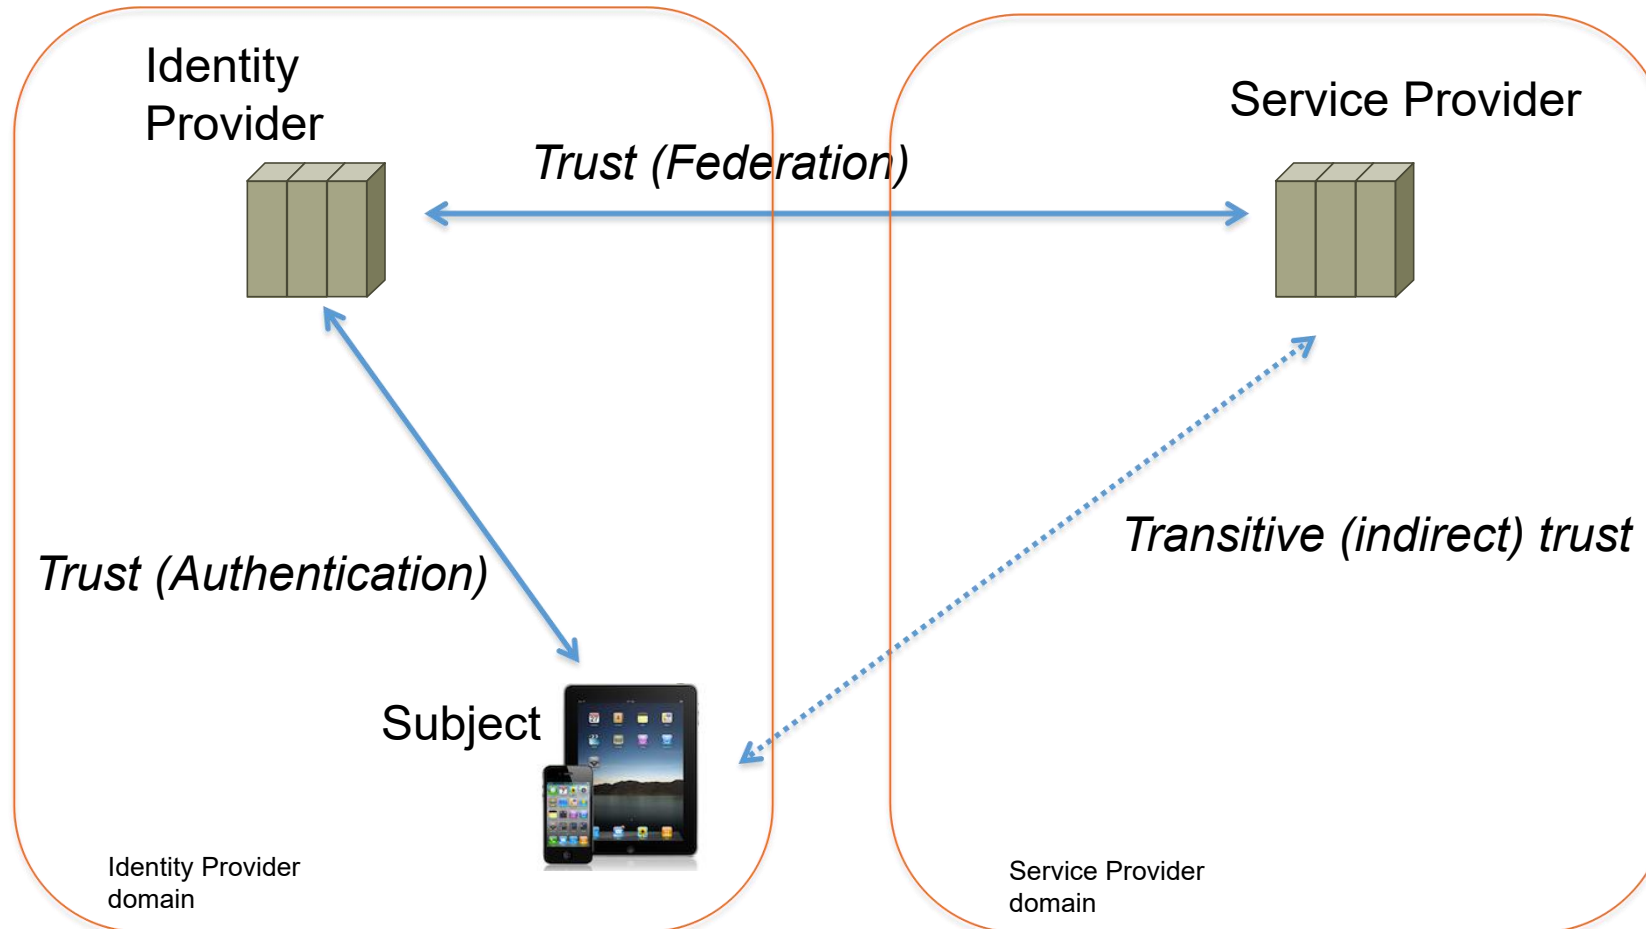 Identity
Provider
Service Provider
Trust (Federation)
Transitive (indirect) trust
Trust (Authentication)
Subject
Identity Provider
domain
Service Provider
domain